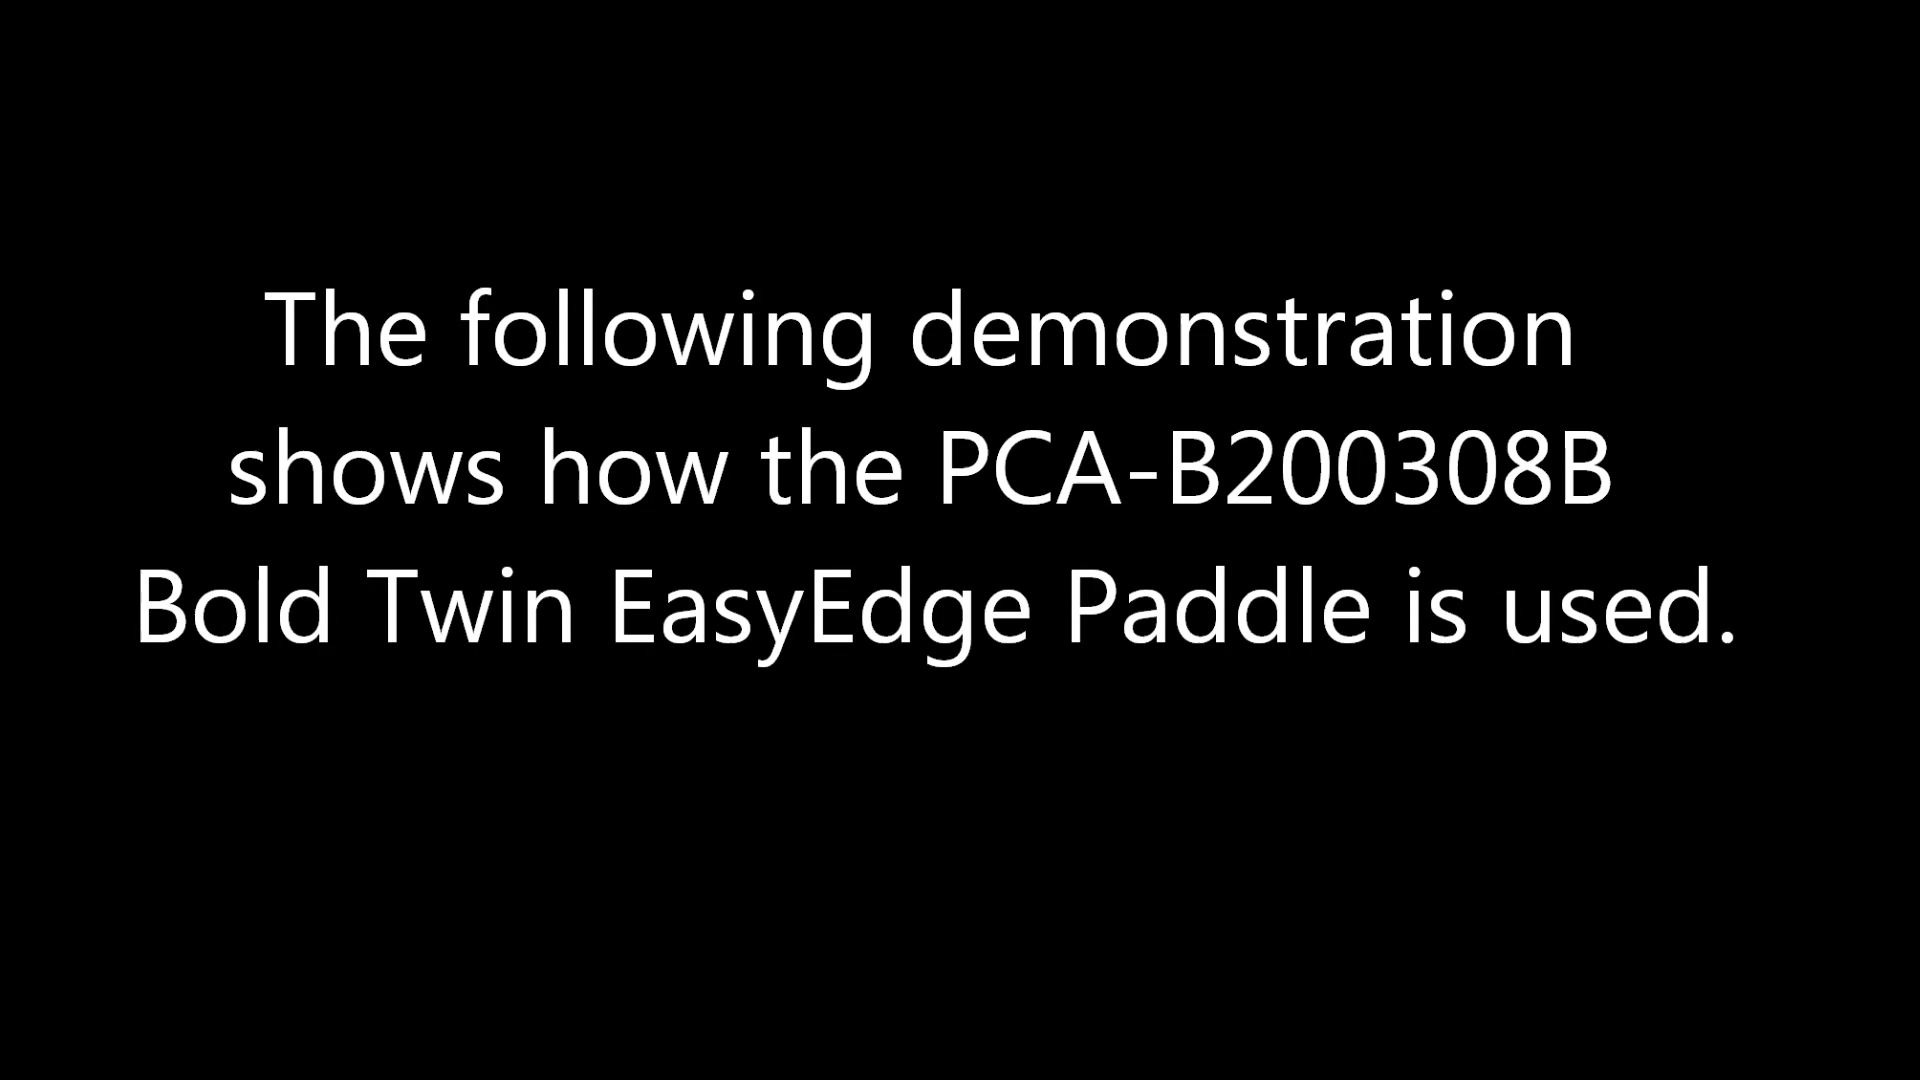 The following demonstration
shows how the PCA-B200308B
Bold Twin EasyEdge Paddle is used.